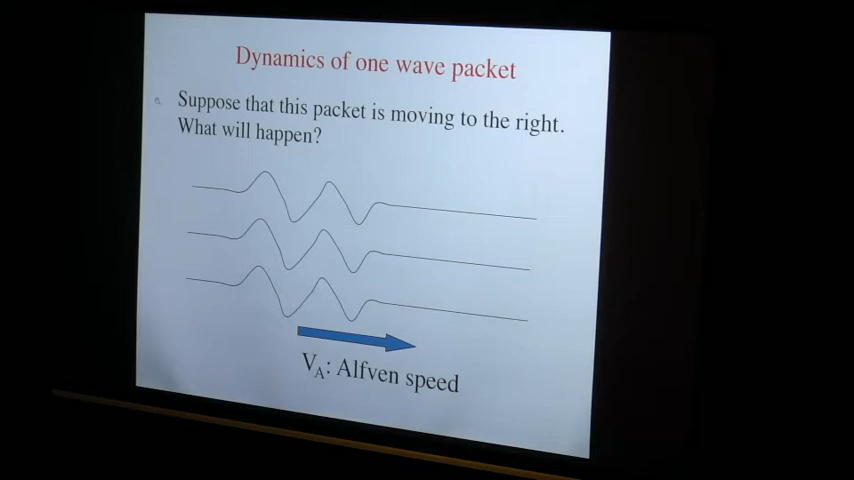 Dynamics of one wave packet
Suppose that this packet is moving to the right.
What will happen?
V_A: Alfven speed